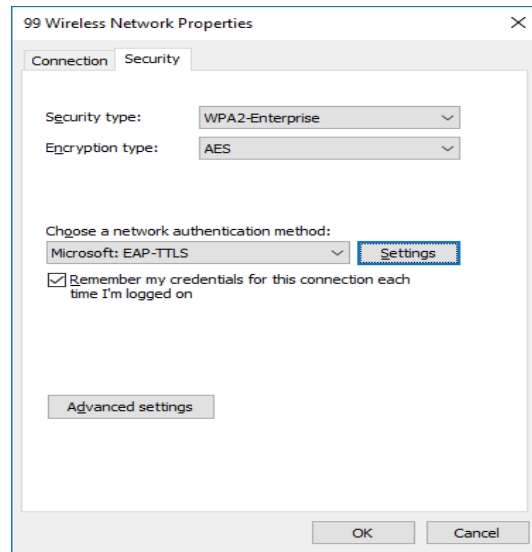 99 Wireless Network Properties
Connection Security
Security type: WPA2-Enterprise
Encryption type: AES
Choose a network authentication method:
Microsoft: EAP-TTLS Settings
Remember my credentials for this connection each
time I'm logged on
Advanced settings
OK Cancel